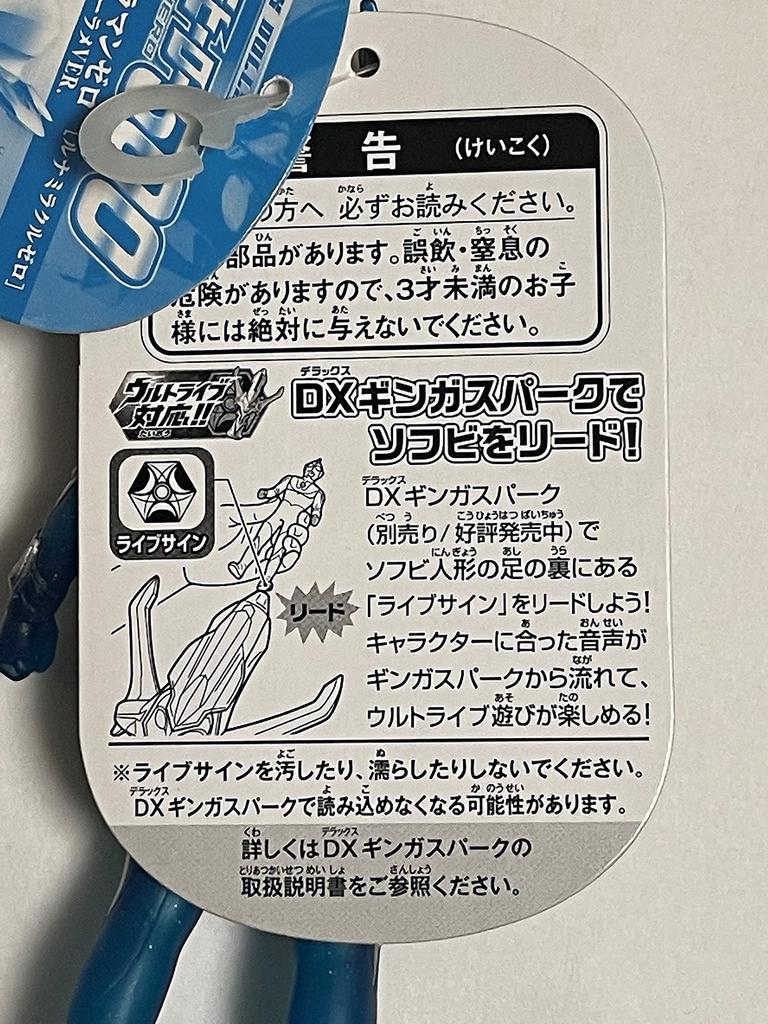 マンゼロ
ラメVER.
[ルナミラクルゼロ]
告 (けいこく)
の方へ 必ずお読みください。
部品があります。誤飲・窒息の
危険がありますので、3才未満のお子
様には絶対に与えないでください。
ウルトライブ
対応!!
DXギンガスパークで
ソフビをリード!
ライブサイン
リード
DXギンガスパーク
(別売り/好評発売中)で
ソフビ人形の足の裏にある
「ライブサイン」をリードしよう!
キャラクターに合った音声が
ギンガスパークから流れて、
ウルトライブ遊びが楽しめる!
※ライブサインを汚したり、濡らしたりしないでください。
DXギンガスパークで読み込めなくなる可能性があります。
詳しくはDXギンガスパークの
取扱説明書をご参照ください。